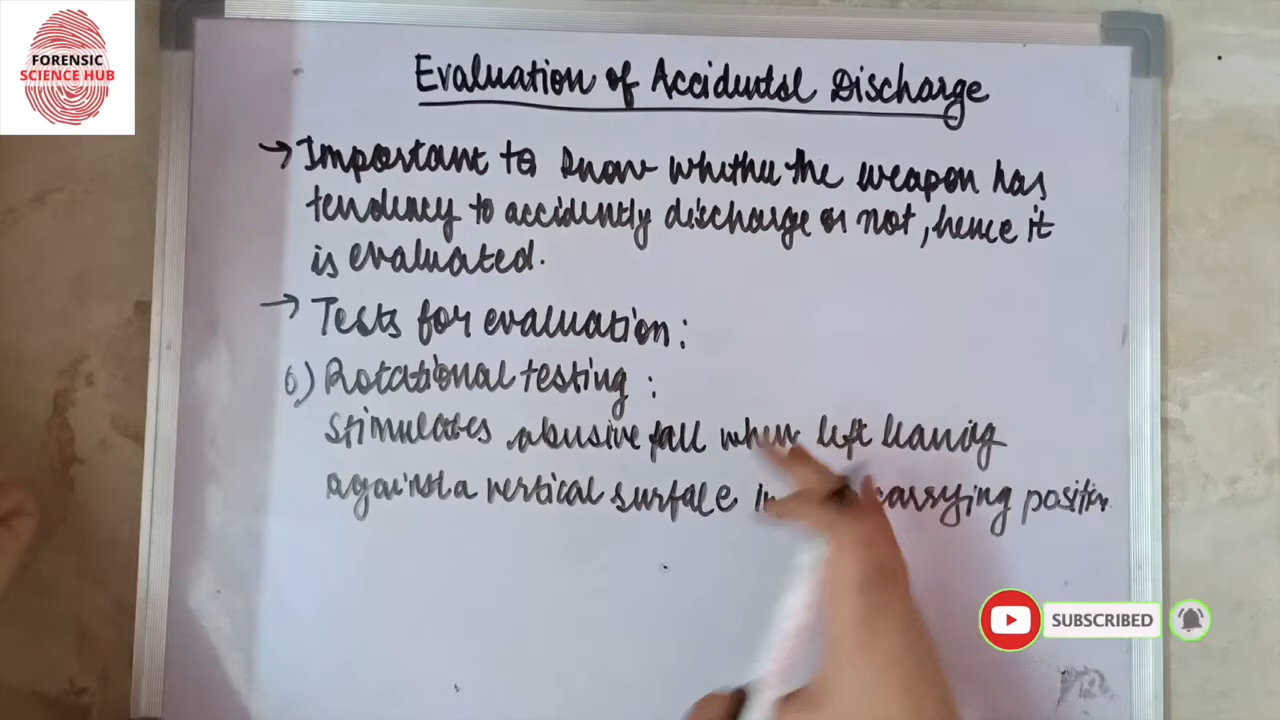 FORENSIC
SCIENCE HUB
Evaluation of Accidental Discharge
→ Important to know whether the weapon has
tendency to accidently discharge or not, hence it
is evaluated.
→ Tests for evaluation:
6) Rotational testing:
Stimulates abusive fall when left leaning
against a vertical surface in carrying position
SUBSCRIBED